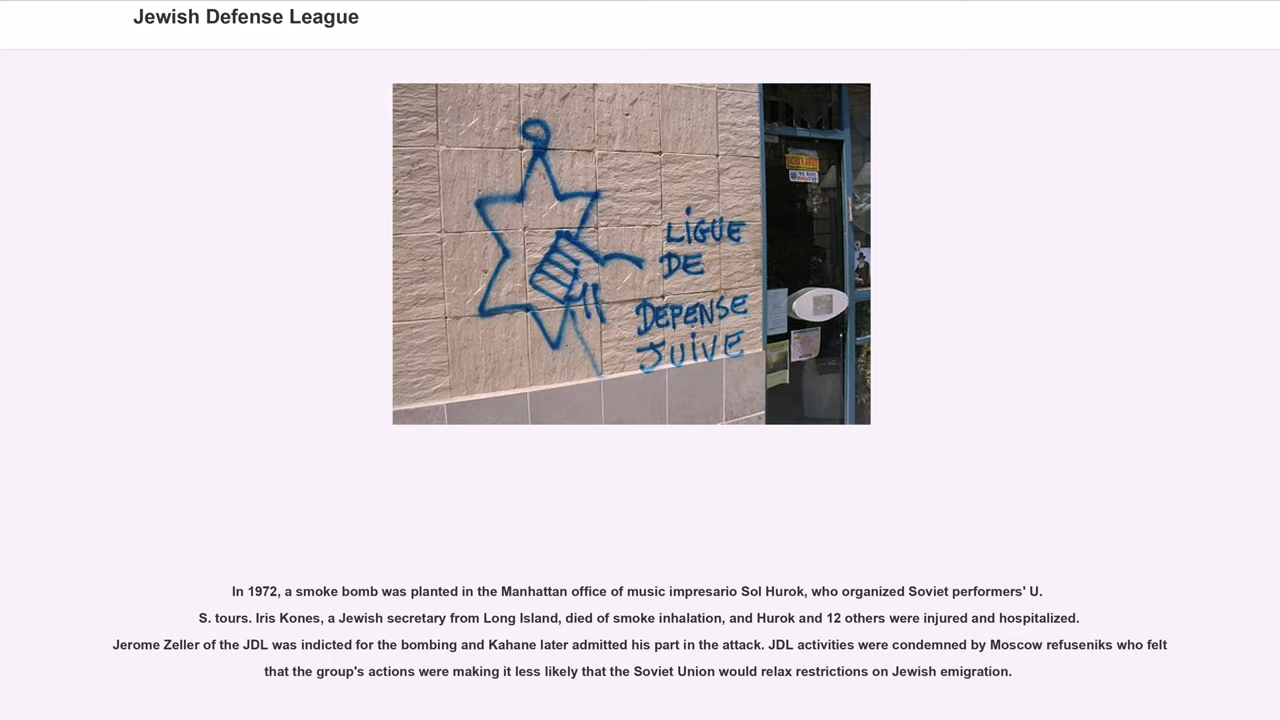 Jewish Defense League
LIGUE
DE
DEFENSE
JUIVE
In 1972, a smoke bomb was planted in the Manhattan office of music impresario Sol Hurok, who organized Soviet performers' U.
S. tours. Iris Kones, a Jewish secretary from Long Island, died of smoke inhalation, and Hurok and 12 others were injured and hospitalized.
Jerome Zeller of the JDL was indicted for the bombing and Kahane later admitted his part in the attack. JDL activities were condemned by Moscow refuseniks who felt
that the group's actions were making it less likely that the Soviet Union would relax restrictions on Jewish emigration.